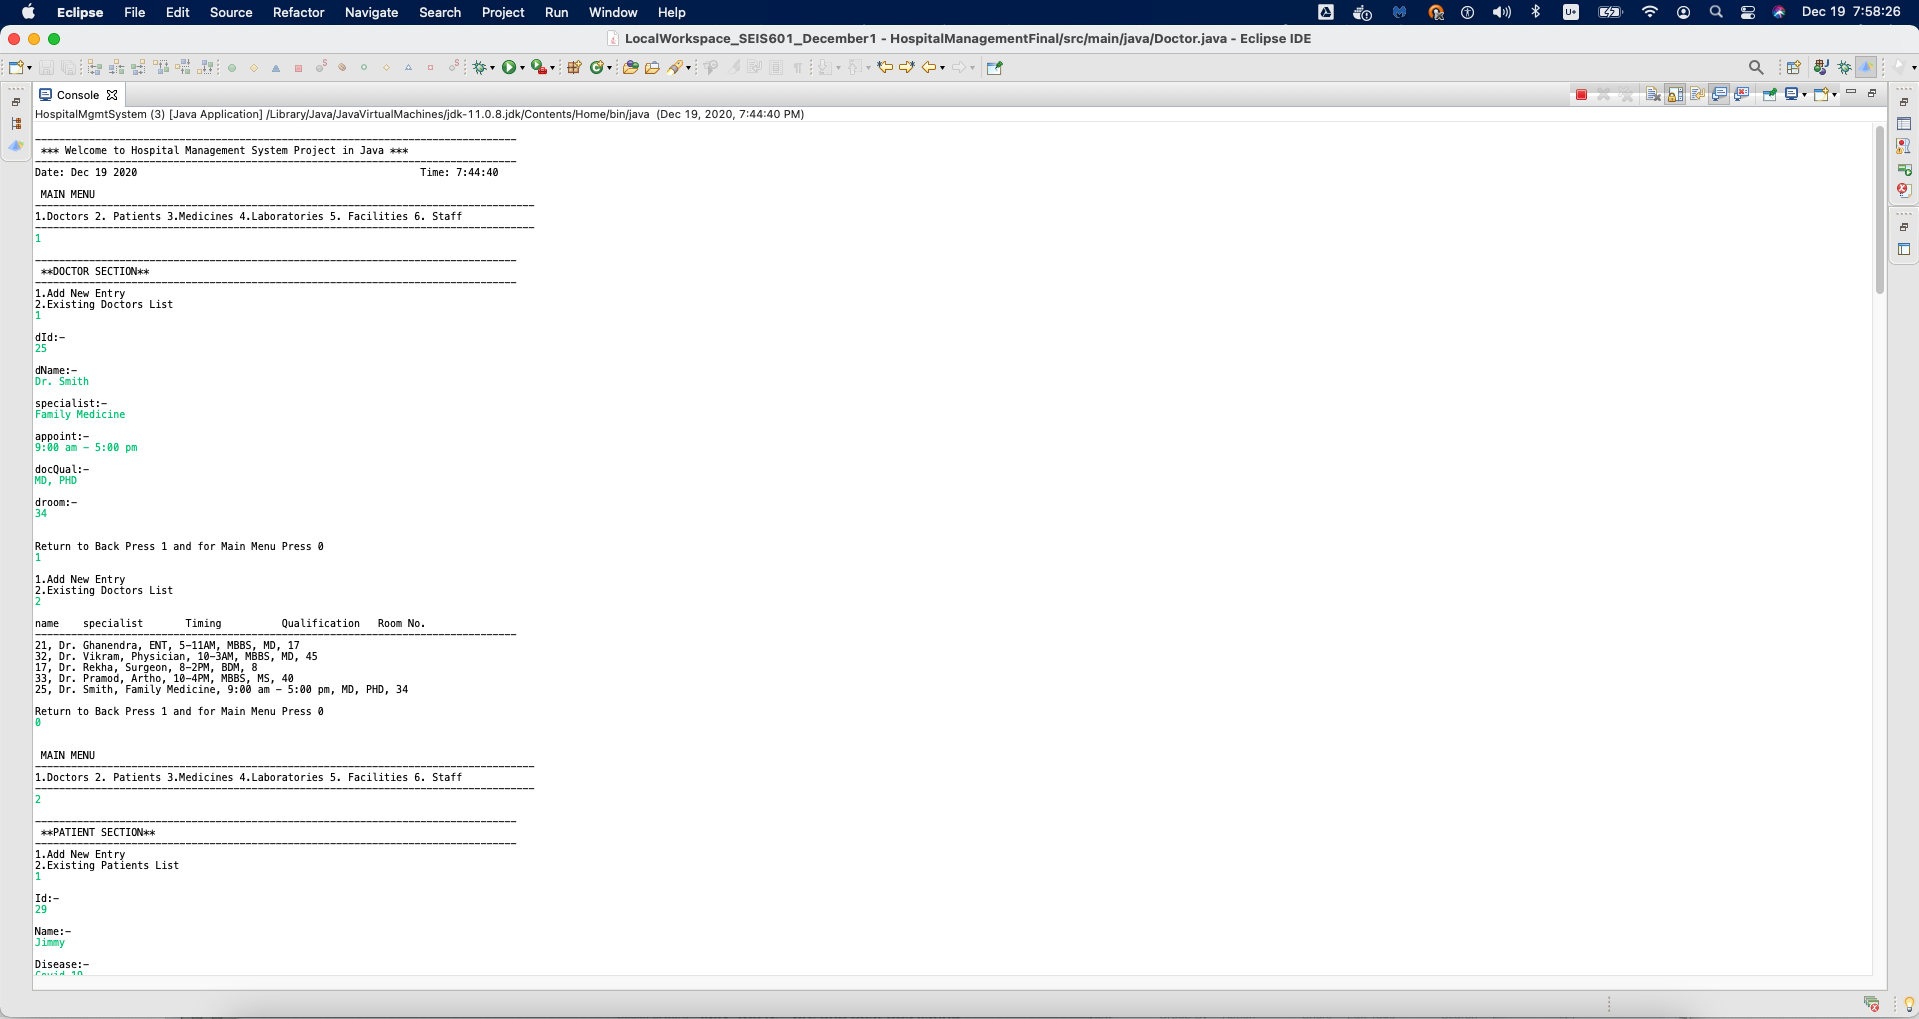 Eclipse File Edit Source Refactor Navigate Search Project Run Window Help Dec 19 7:58:26
LocalWorkspace_SEIS601_December1 - HospitalManagementFinal/src/main/java/Doctor.java - Eclipse IDE
Console
HospitalMgmtSystem (3) [Java Application] /Library/Java/JavaVirtualMachines/jdk-11.0.8.jdk/Contents/Home/bin/java (Dec 19, 2020, 7:44:40 PM)
--------------------------------------------------------------------------------
*** Welcome to Hospital Management System Project in Java ***
--------------------------------------------------------------------------------
Date: Dec 19 2020 Time: 7:44:40
MAIN MENU
-----------------------------------------------------------------------------------
1.Doctors 2. Patients 3.Medicines 4.Laboratories 5. Facilities 6. Staff
-----------------------------------------------------------------------------------
1
--------------------------------------------------------------------------------
**DOCTOR SECTION**
--------------------------------------------------------------------------------
1.Add New Entry
2.Existing Doctors List
1
dId:-
25
dName:-
Dr. Smith
specialist:-
Family Medicine
appoint:-
9:00 am - 5:00 pm
docQual:-
MD, PHD
droom:-
34
Return to Back Press 1 and for Main Menu Press 0
1
1.Add New Entry
2.Existing Doctors List
2
name specialist Timing Qualification Room No.
--------------------------------------------------------------------------------
21, Dr. Ghanendra, ENT, 5-11AM, MBBS, MD, 17
32, Dr. Vikram, Physician, 10-3AM, MBBS, MD, 45
17, Dr. Rekha, Surgeon, 8-2PM, BDM, 8
33, Dr. Pramod, Artho, 10-4PM, MBBS, MS, 40
25, Dr. Smith, Family Medicine, 9:00 am - 5:00 pm, MD, PHD, 34
Return to Back Press 1 and for Main Menu Press 0
0
MAIN MENU
-----------------------------------------------------------------------------------
1.Doctors 2. Patients 3.Medicines 4.Laboratories 5. Facilities 6. Staff
-----------------------------------------------------------------------------------
2
--------------------------------------------------------------------------------
**PATIENT SECTION**
--------------------------------------------------------------------------------
1.Add New Entry
2.Existing Patients List
1
Id:-
29
Name:-
Jimmy
Disease:-
Covid 19